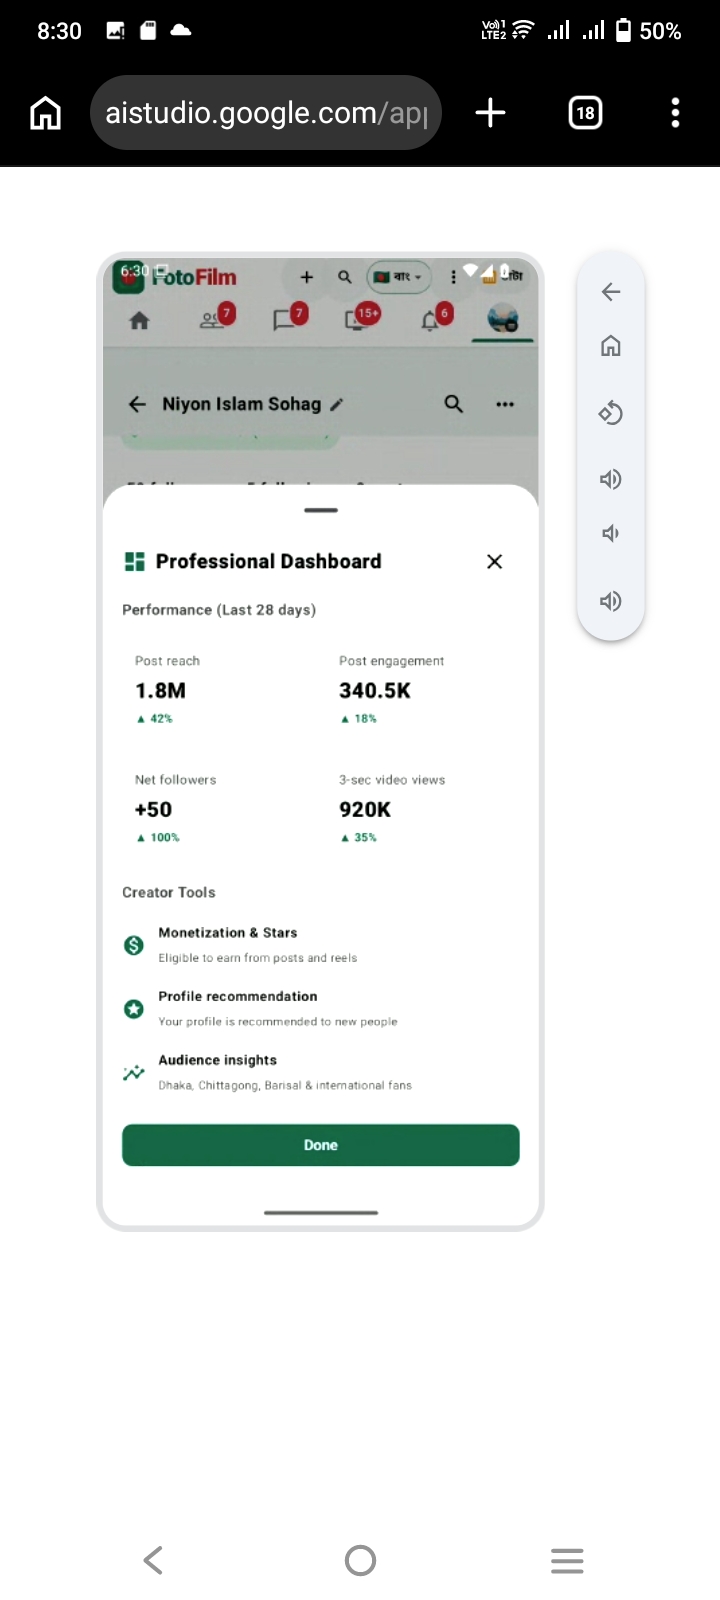 8:30
Vo)) 1
LTE2
50%
aistudio.google.com/ap
18
6:30
FotoFilm
বাং
7
7
15+
6
Niyon Islam Sohag
Professional Dashboard
Performance (Last 28 days)
Post reach
Post engagement
1.8M
340.5K
▲ 42%
▲ 18%
Net followers
3-sec video views
+50
920K
▲ 100%
▲ 35%
Creator Tools
Monetization & Stars
Eligible to earn from posts and reels
Profile recommendation
Your profile is recommended to new people
Audience insights
Dhaka, Chittagong, Barisal & international fans
Done